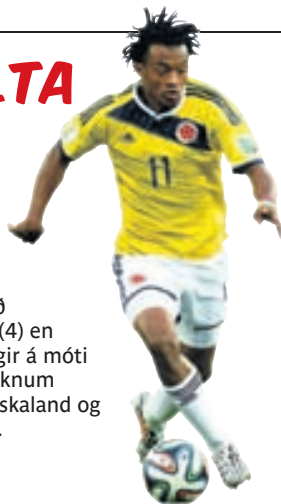 LTA
11
ð
(4) en
gir á móti
knum
skaland og
.